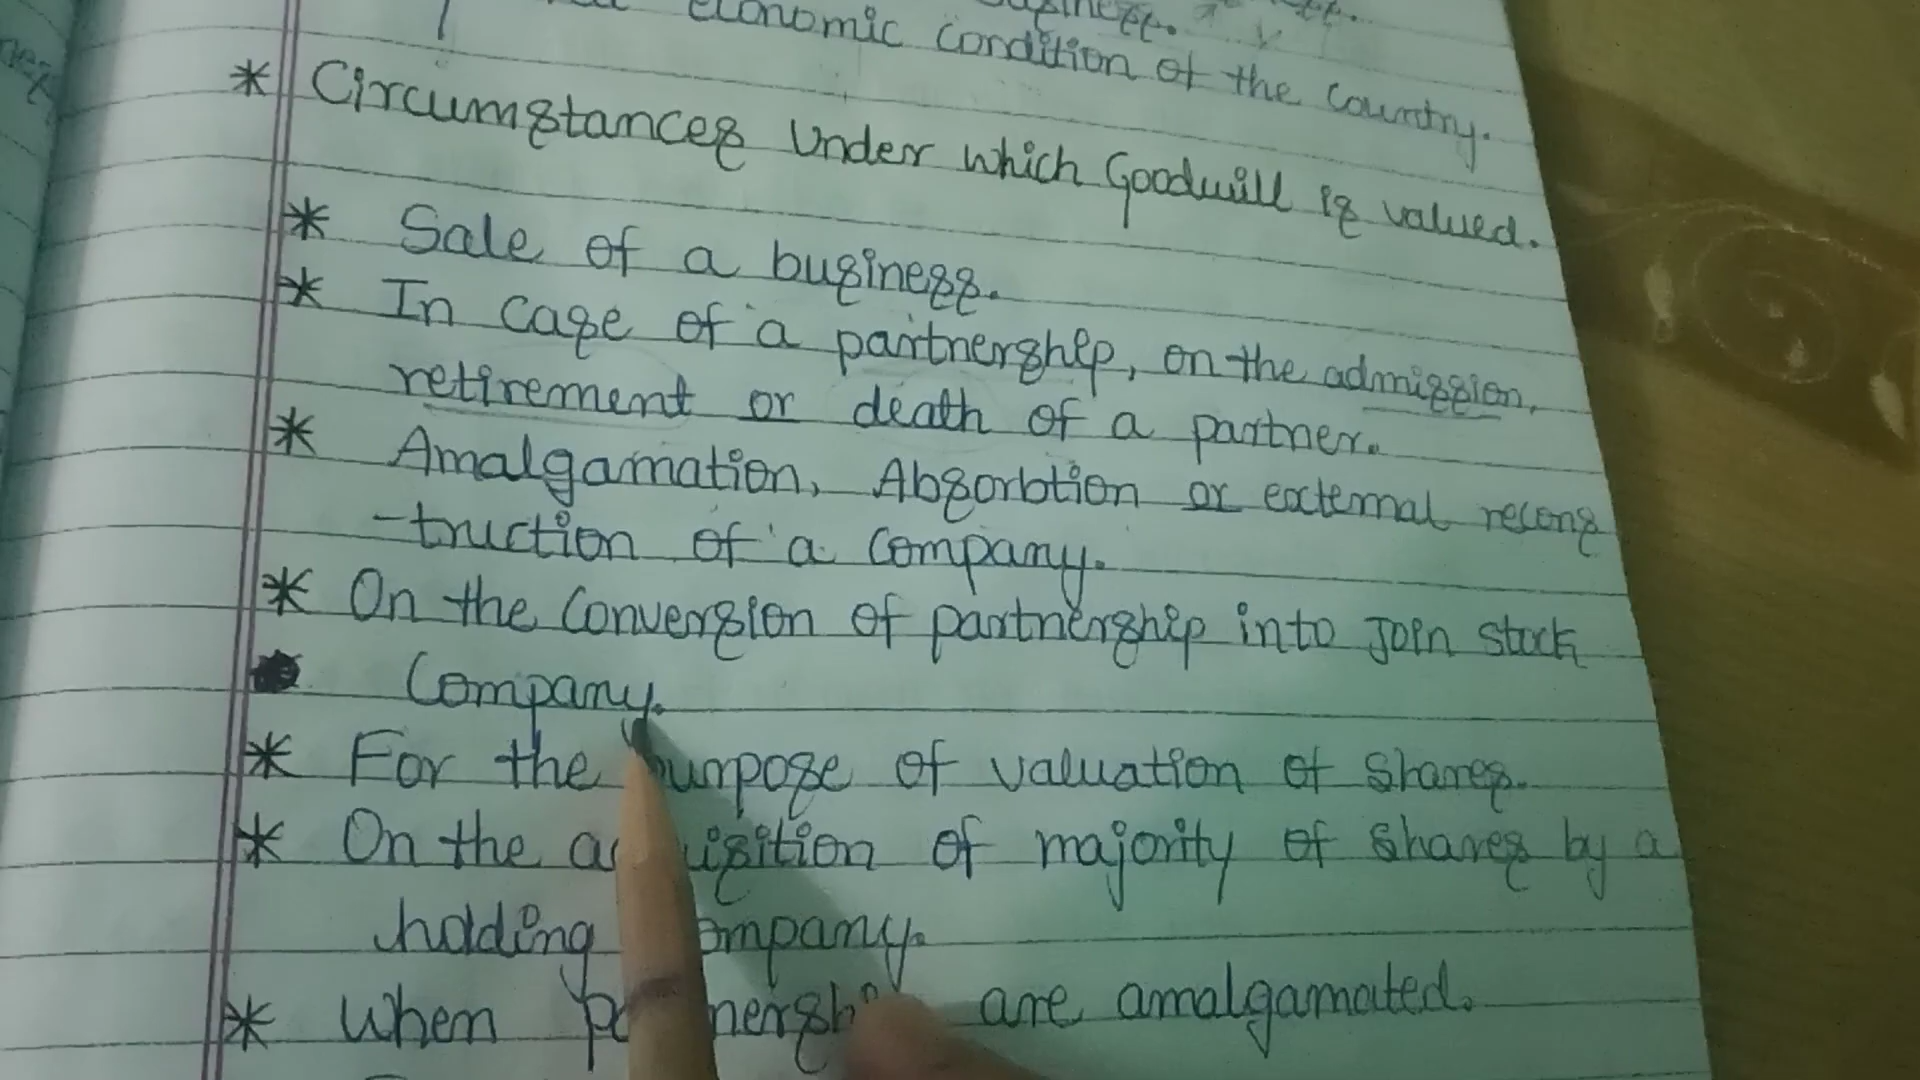 economic condition of the country.
* Circumstances Under which Goodwill is valued.
* Sale of a business.
* In case of a partnership, on the admission,
retirement or death of a partner.
* Amalgamation, Absorbtion or external recons
-truction of a company.
* On the Conversion of partnership into Join stock
Company.
* For the purpose of valuation of shares.
* On the acquisition of majority of shares by a
holding company.
* When are amalgamated.